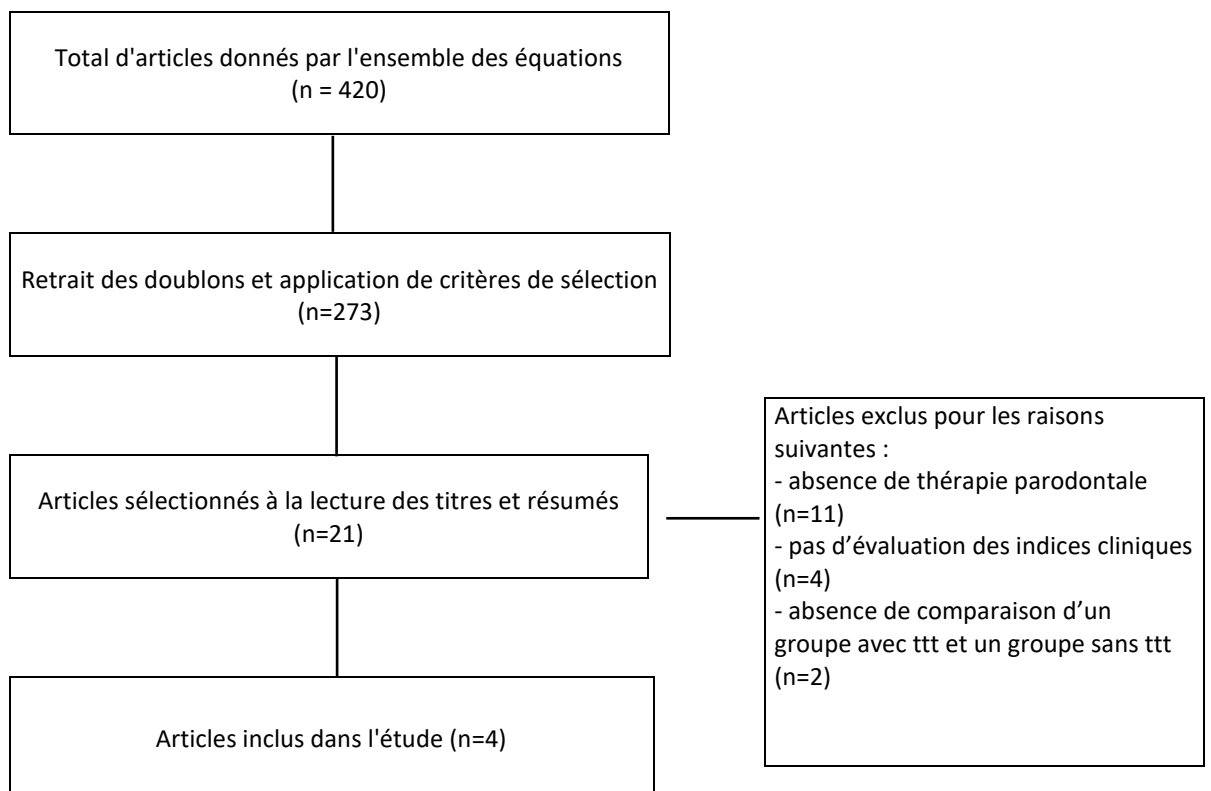 Total d'articles donnés par l'ensemble des équations
(n = 420)
Retrait des doublons et application de critères de sélection
(n=273)
Articles sélectionnés à la lecture des titres et résumés
(n=21)
Articles exclus pour les raisons
suivantes :
- absence de thérapie parodontale
(n=11)
- pas d’évaluation des indices cliniques
(n=4)
- absence de comparaison d’un
groupe avec ttt et un groupe sans ttt
(n=2)
Articles inclus dans l'étude (n=4)